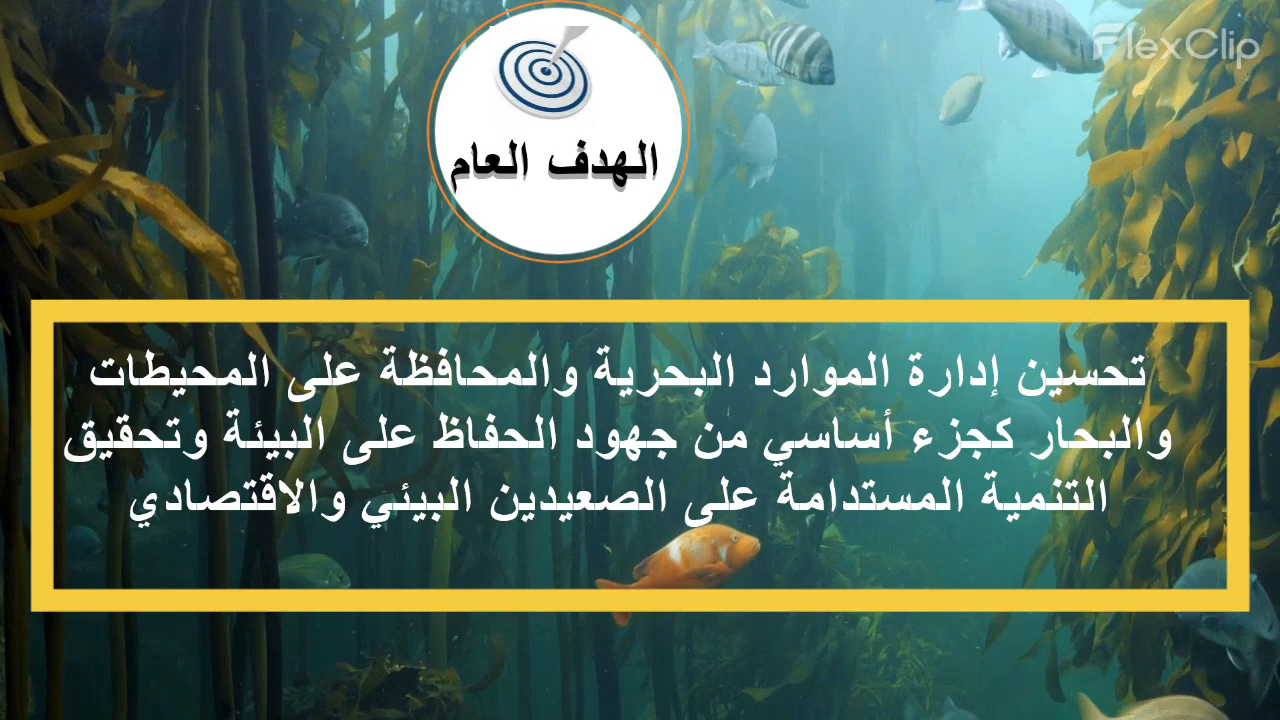 FlexClip
الهدف العام
تحسين إدارة الموارد البحرية والمحافظة على المحيطات
والبحار كجزء أساسي من جهود الحفاظ على البيئة وتحقيق
التنمية المستدامة على الصعيدين البيئي والاقتصادي